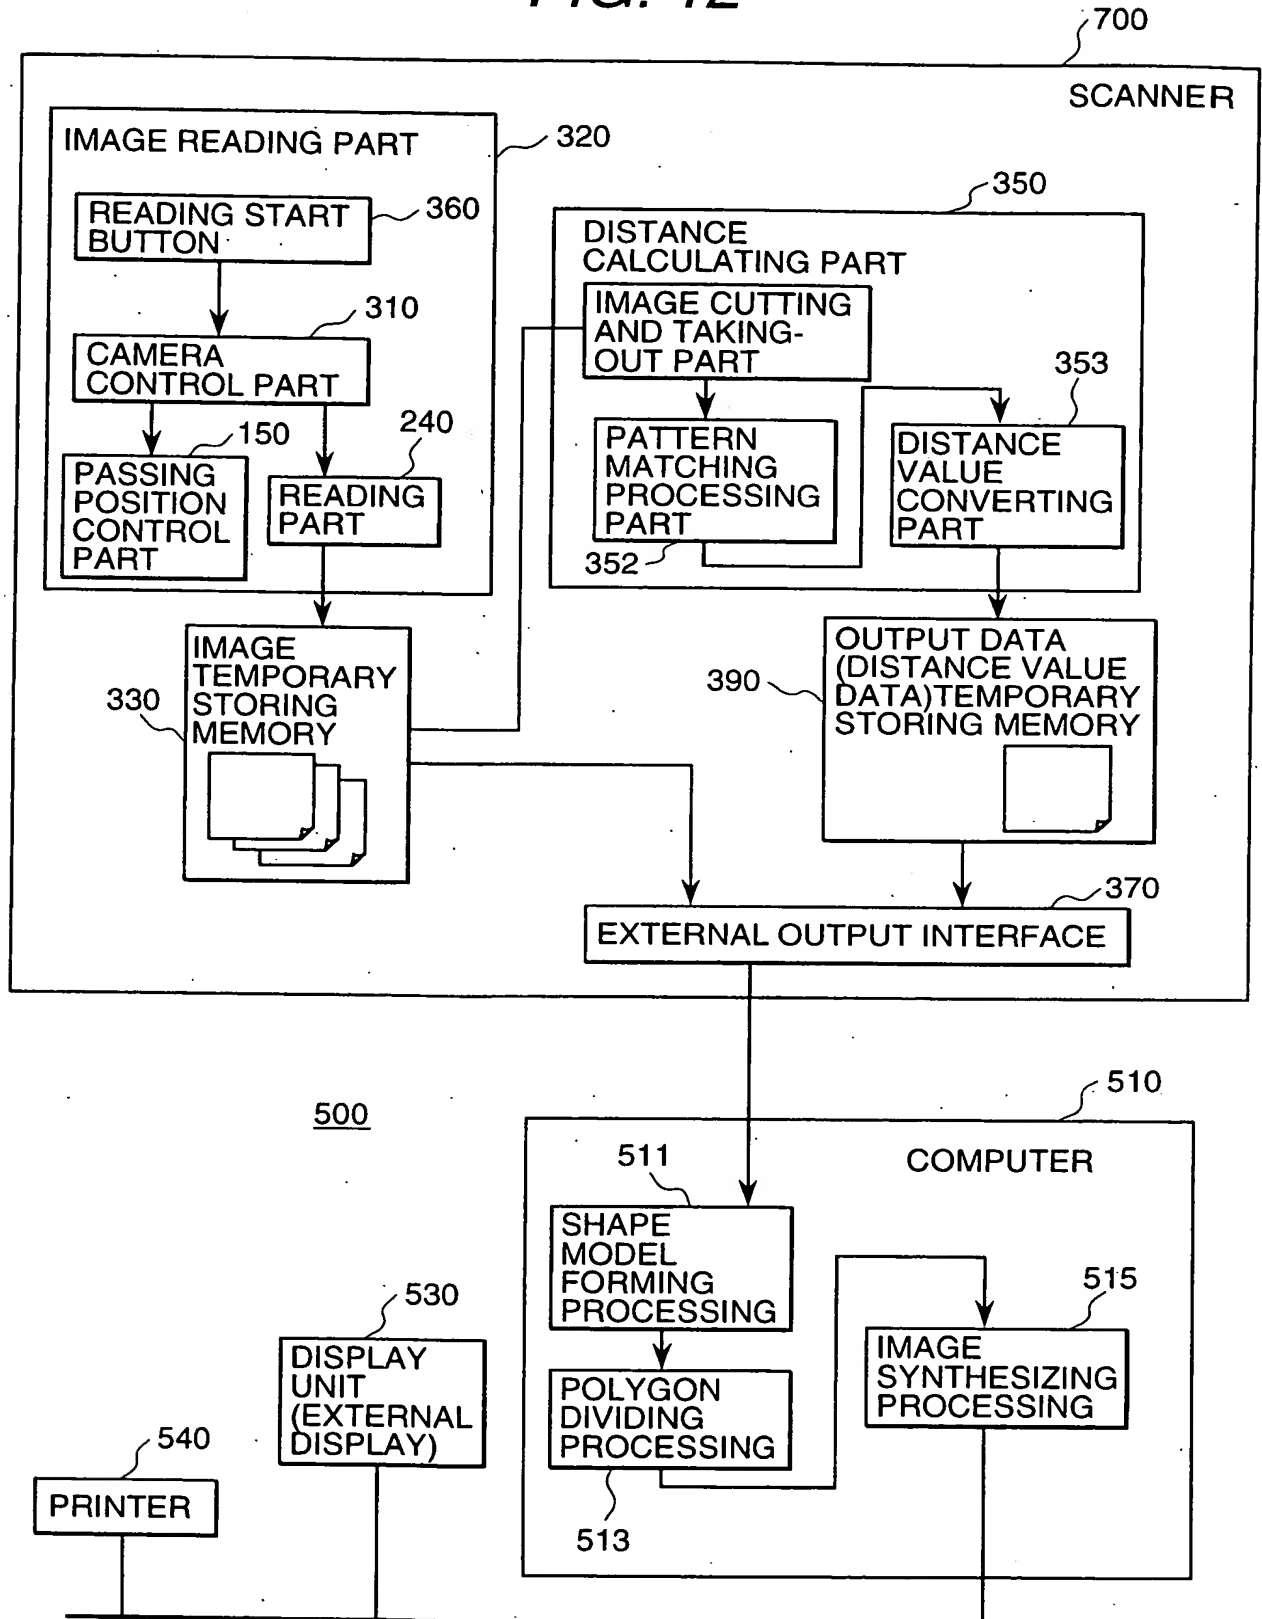 FIG. 12
700
SCANNER
IMAGE READING PART
320
READING START
BUTTON
360
310
CAMERA
CONTROL PART
150
240
PASSING
POSITION
CONTROL
PART
READING
PART
350
DISTANCE
CALCULATING PART
IMAGE CUTTING
AND TAKING-
OUT PART
353
PATTERN
MATCHING
PROCESSING
PART
352
DISTANCE
VALUE
CONVERTING
PART
IMAGE
TEMPORARY
STORING
MEMORY
330
390
OUTPUT DATA
(DISTANCE VALUE
DATA)TEMPORARY
STORING MEMORY
370
EXTERNAL OUTPUT INTERFACE
500
510
COMPUTER
511
SHAPE
MODEL
FORMING
PROCESSING
515
POLYGON
DIVIDING
PROCESSING
513
IMAGE
SYNTHESIZING
PROCESSING
530
DISPLAY
UNIT
(EXTERNAL
DISPLAY)
540
PRINTER